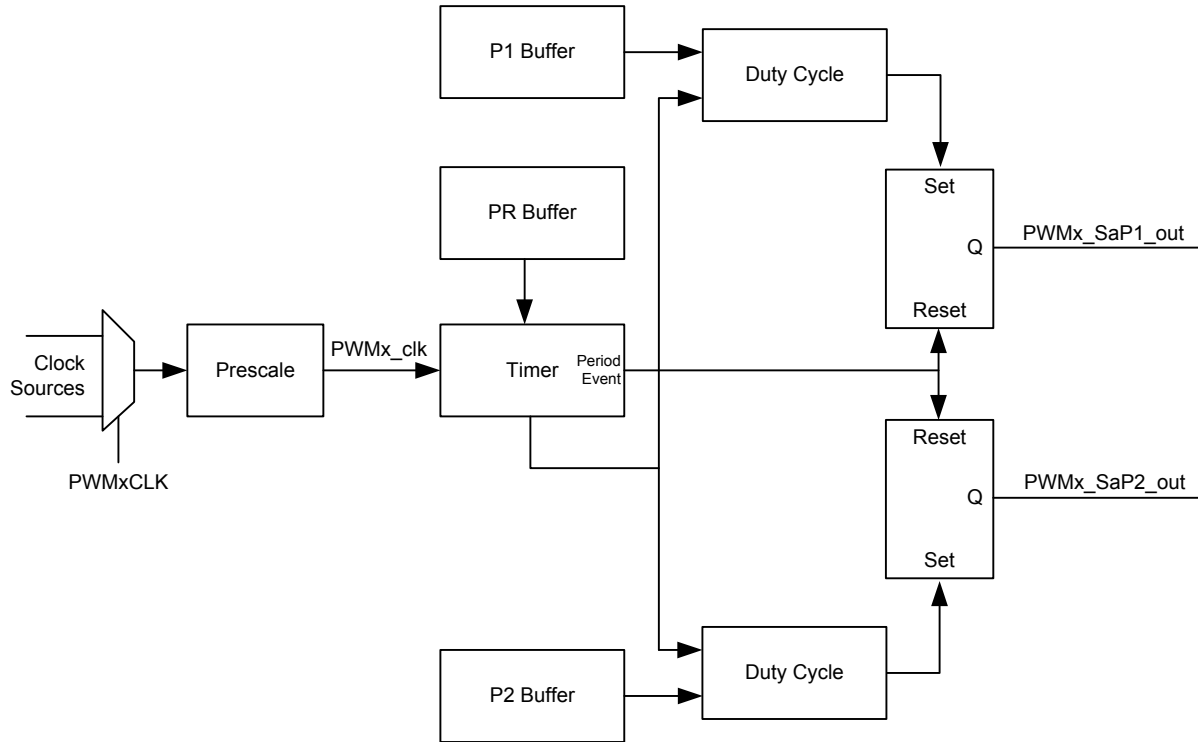 P1 Buffer
Duty Cycle
PR Buffer
Set
Q
Reset
PWMx_SaP1_out
Clock
Sources
PWMxCLK
Prescale
PWMx_clk
Timer
Period
Event
Reset
Q
Set
PWMx_SaP2_out
P2 Buffer
Duty Cycle